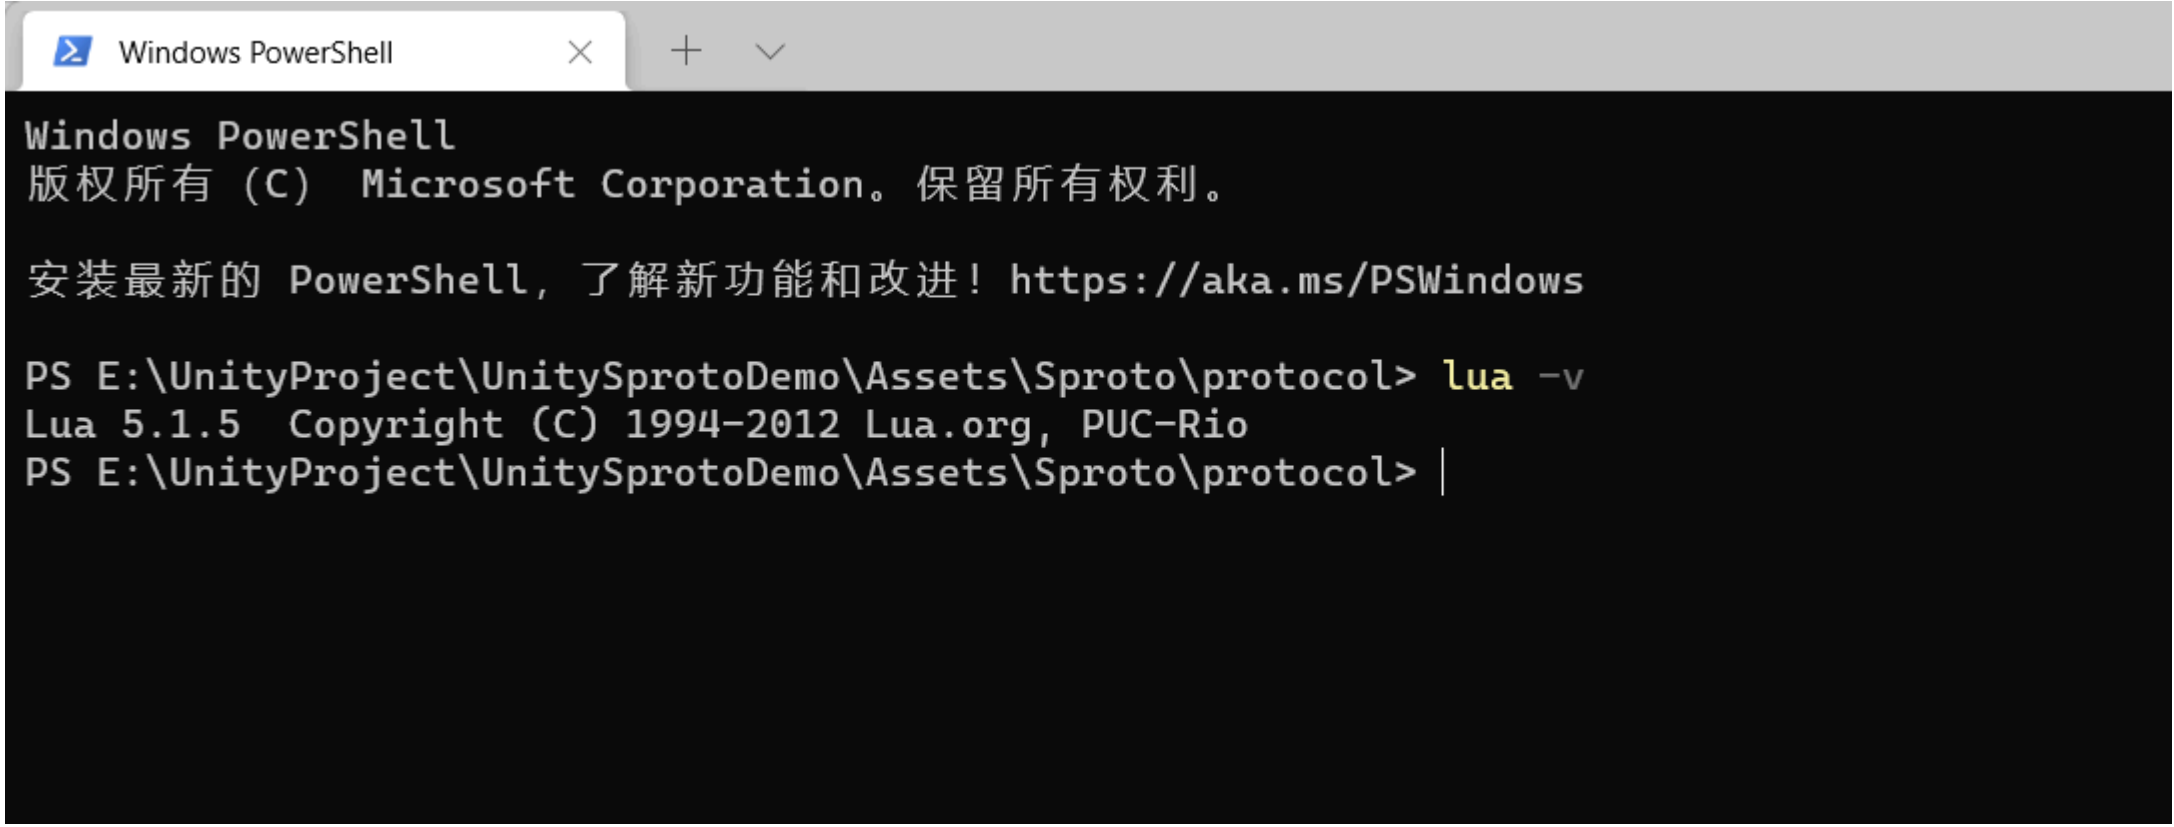 Windows PowerShell
Windows PowerShell
版权所有 (C)  Microsoft Corporation。保留所有权利。
安装最新的 PowerShell，了解新功能和改进！https://aka.ms/PSWindows
PS E:\UnityProject\UnitySprotoDemo\Assets\Sproto\protocol> lua -v
Lua 5.1.5  Copyright (C) 1994-2012 Lua.org, PUC-Rio
PS E:\UnityProject\UnitySprotoDemo\Assets\Sproto\protocol>